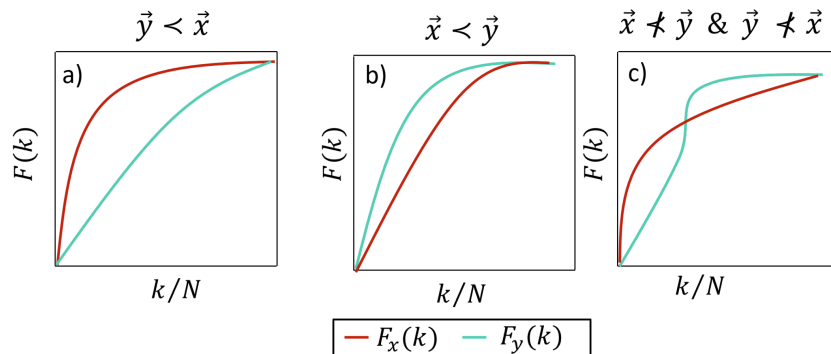 y⃗ ≺ x⃗
x⃗ ≺ y⃗
x⃗ ⊀ y⃗ & y⃗ ⊀ x⃗
a)
b)
c)
F(k)
F(k)
F(k)
k/N
k/N
k/N
F_x(k) F_y(k)